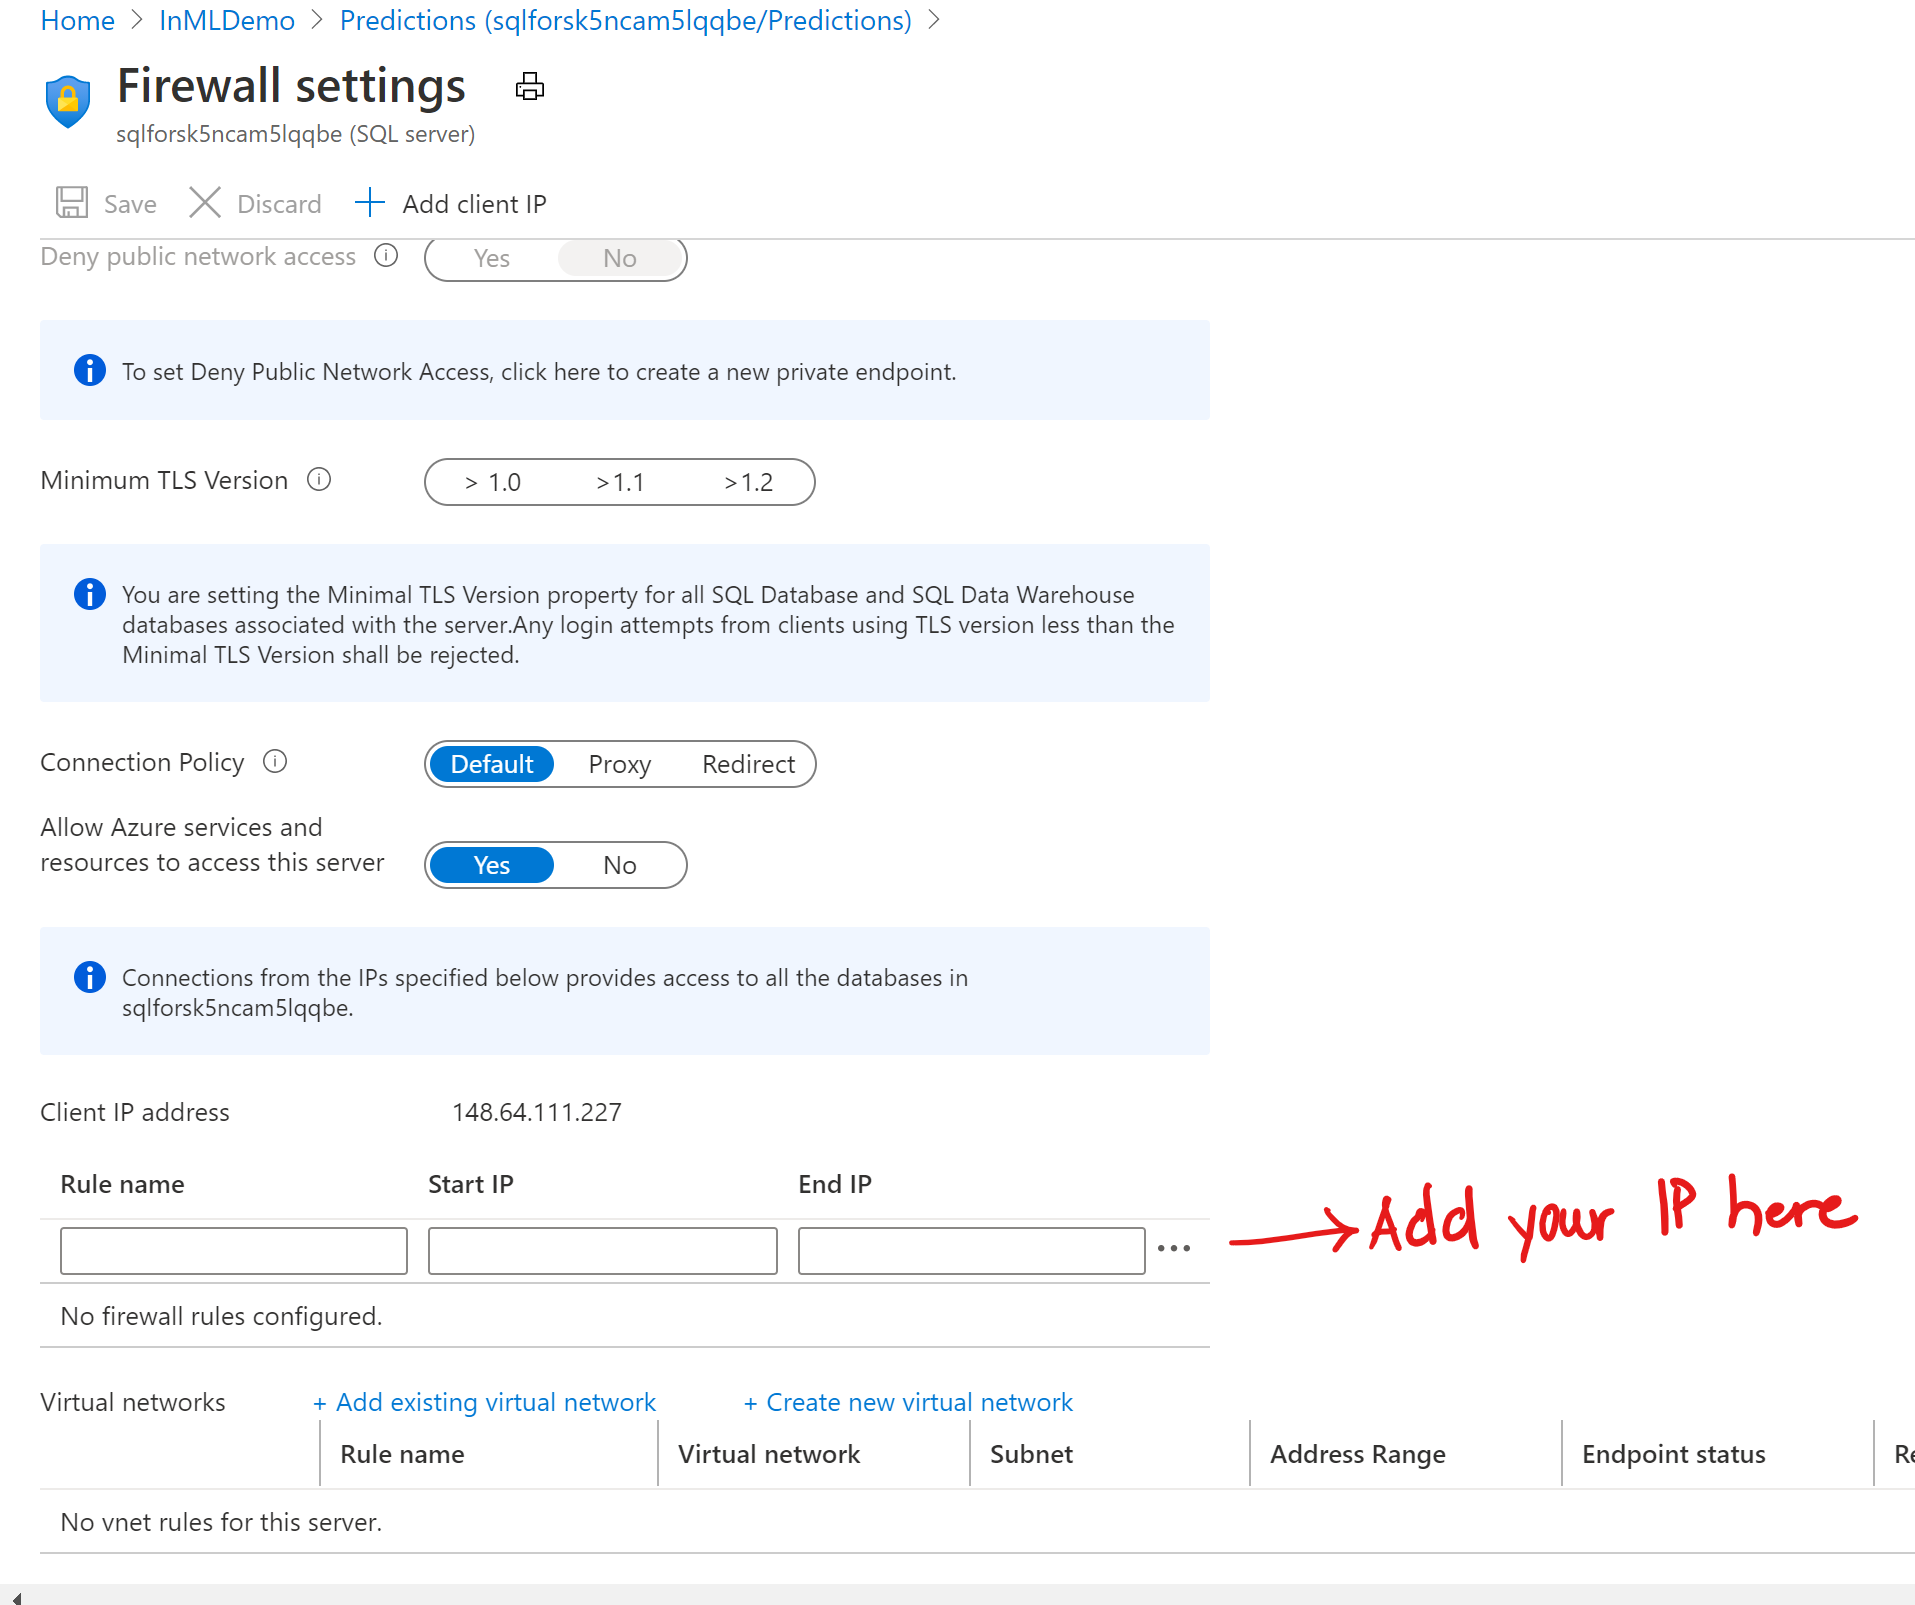 Home > InMLDemo > Predictions (sqlforsk5ncam5lqqbe/Predictions) >
Firewall settings
sqlforsk5ncam5lqqbe (SQL server)
Save Discard + Add client IP
Deny public network access Yes No
To set Deny Public Network Access, click here to create a new private endpoint.
Minimum TLS Version > 1.0 >1.1 >1.2
You are setting the Minimal TLS Version property for all SQL Database and SQL Data Warehouse
databases associated with the server.Any login attempts from clients using TLS version less than the
Minimal TLS Version shall be rejected.
Connection Policy Default Proxy Redirect
Allow Azure services and
resources to access this server Yes No
Connections from the IPs specified below provides access to all the databases in
sqlforsk5ncam5lqqbe.
Client IP address 148.64.111.227
Rule name Start IP End IP
Add your IP here
No firewall rules configured.
Virtual networks + Add existing virtual network + Create new virtual network
Rule name Virtual network Subnet Address Range Endpoint status Re
No vnet rules for this server.